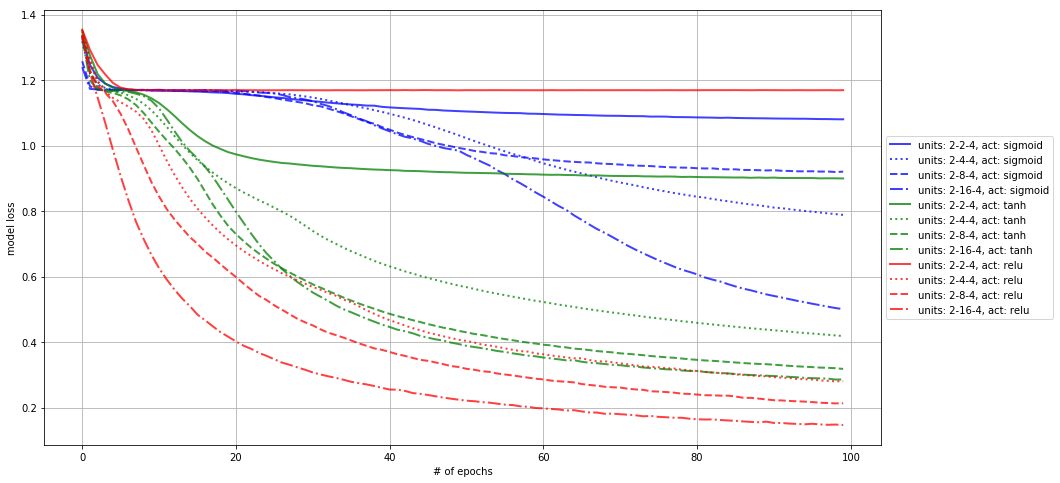 1.4
1.2
1.0
0.8
0.6
0.4
0.2
model loss
0
20
40
60
80
100
# of epochs
units: 2-2-4, act: sigmoid
units: 2-4-4, act: sigmoid
units: 2-8-4, act: sigmoid
units: 2-16-4, act: sigmoid
units: 2-2-4, act: tanh
units: 2-4-4, act: tanh
units: 2-8-4, act: tanh
units: 2-16-4, act: tanh
units: 2-2-4, act: relu
units: 2-4-4, act: relu
units: 2-8-4, act: relu
units: 2-16-4, act: relu